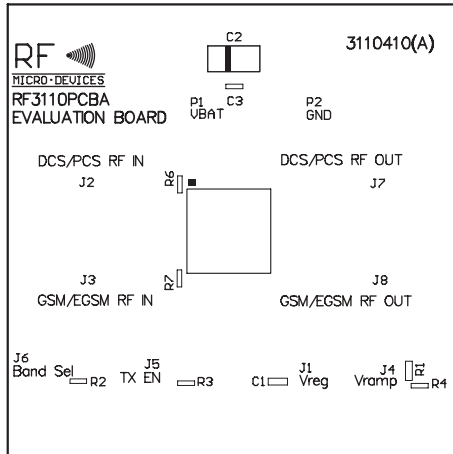 RF
MICRO·DEVICES
RF3110PCBA
EVALUATION BOARD
C2
3110410(A)
P1
VBAT
C3
P2
GND
DCS/PCS RF IN
J2
R6
DCS/PCS RF OUT
J7
J3
GSM/EGSM RF IN
R7
J8
GSM/EGSM RF OUT
J6
Band Sel
R2
J5
TX EN
R3
C1
J1
Vreg
J4
Vramp
R1
R4